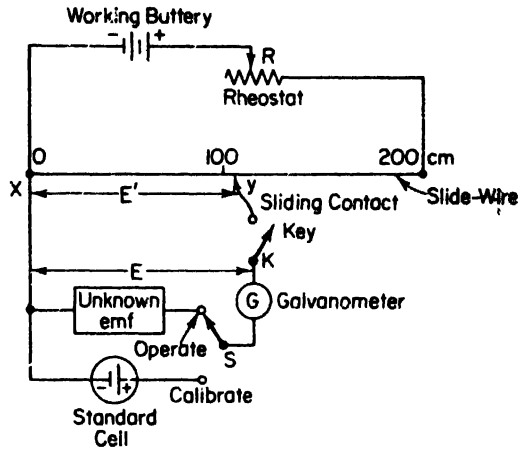 Working Buttery
- +
R
Rheostat
0 100 200 cm
X E' y Slide-Wire
Sliding Contact
Key
E K
Unknown
emf
G Galvanometer
Operate S
- +
Calibrate
Standard
Cell